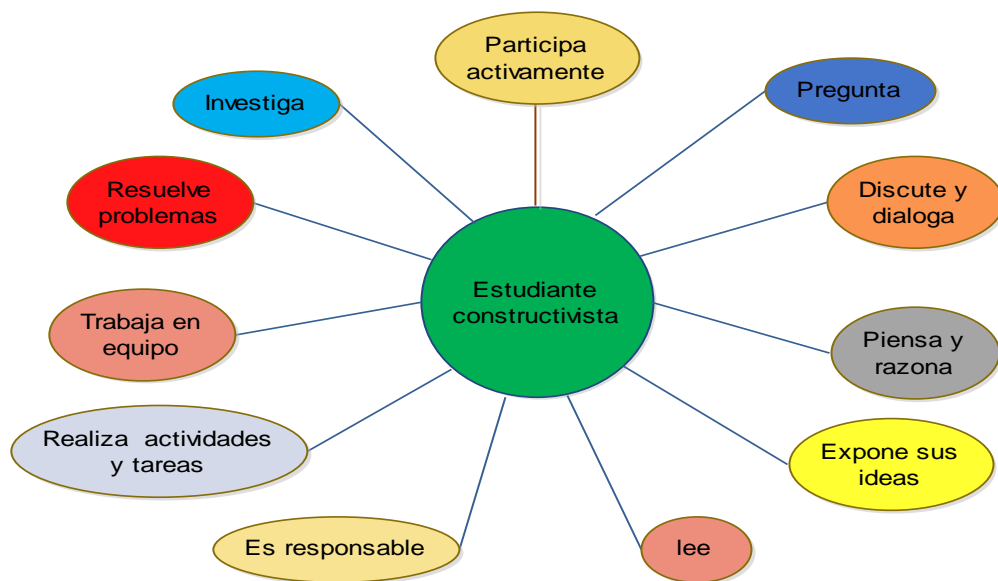 Participa
activamente
Investiga
Pregunta
Resuelve
problemas
Discute y
dialoga
Estudiante
constructivista
Trabaja en
equipo
Piensa y
razona
Realiza actividades
y tareas
Expone sus
ideas
Es responsable
lee